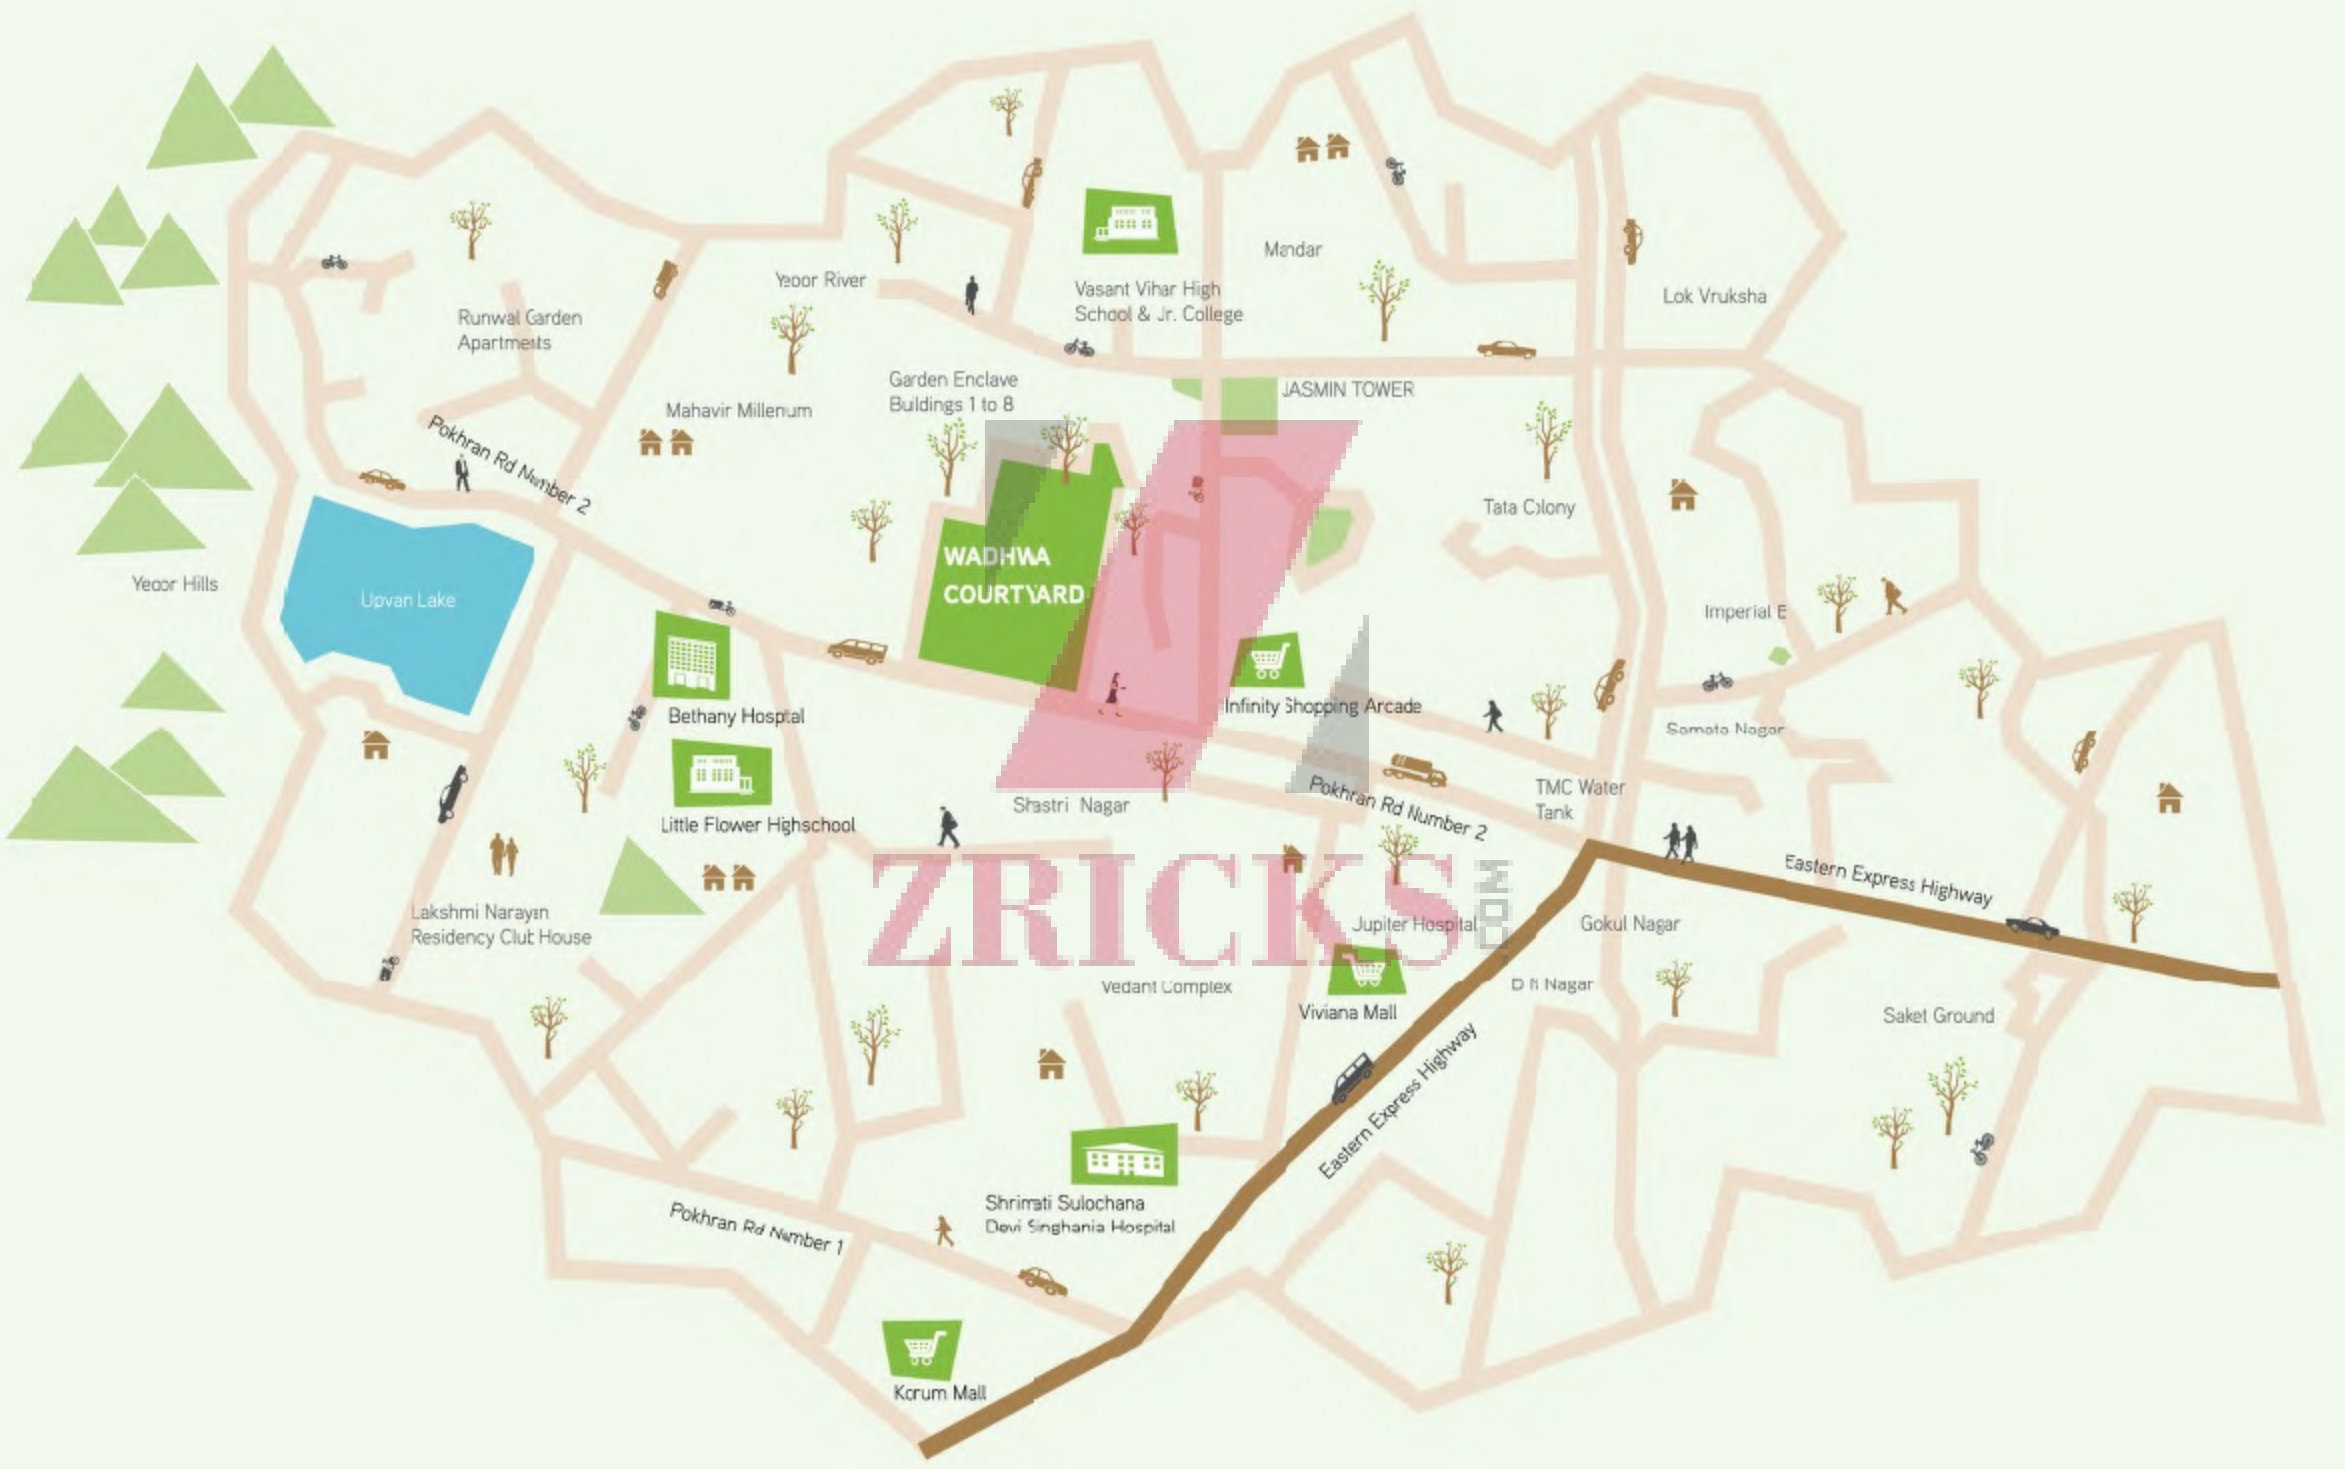 Mandar
Yeoor River
Vasant Vihar High
School & Jr. College
Lok Vruksha
Runwal Garden
Apartments
Garden Enclave
Buildings 1 to 8
JASMIN TOWER
Mahavir Millenum
Pokhran Rd Number 2
Tata Colony
WADHWA
COURTYARD
Yeoor Hills
Upvan Lake
Imperial E
Bethany Hosptal
Infinity Shopping Arcade
Samata Nagar
TMC Water
Tank
Shastri Nagar
Pokhran Rd Number 2
Little Flower Highschool
Eastern Express Highway
ZRICKS
.COM
Lakshmi Narayan
Residency Club House
Jupiter Hospital
Gokul Nagar
Vedant Complex
D N Nagar
Viviana Mall
Saket Ground
Eastern Express Highway
Shrimati Sulochana
Devi Singhania Hospital
Pokhran Rd Number 1
Korum Mall